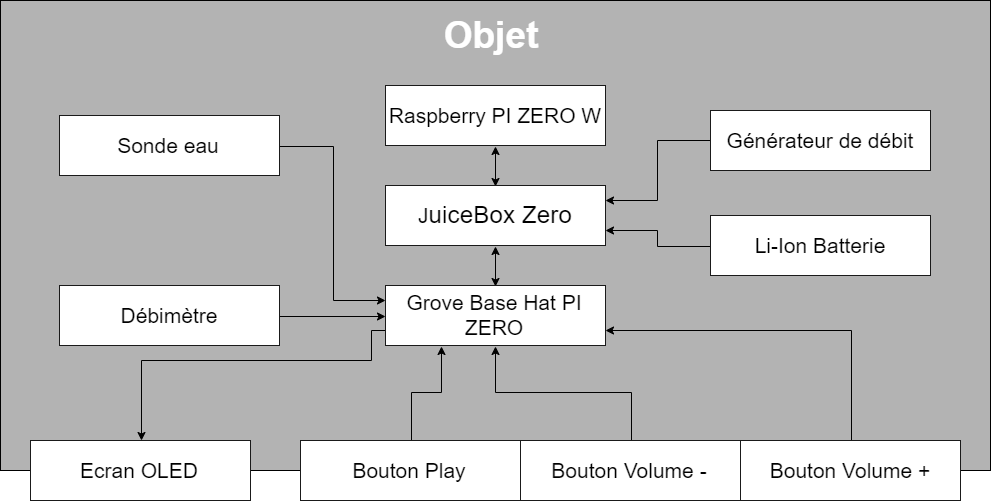 Objet
Raspberry PI ZERO W
Sonde eau
Générateur de débit
JuiceBox Zero
Li-Ion Batterie
Débimètre
Grove Base Hat PI
ZERO
Ecran OLED
Bouton Play
Bouton Volume -
Bouton Volume +